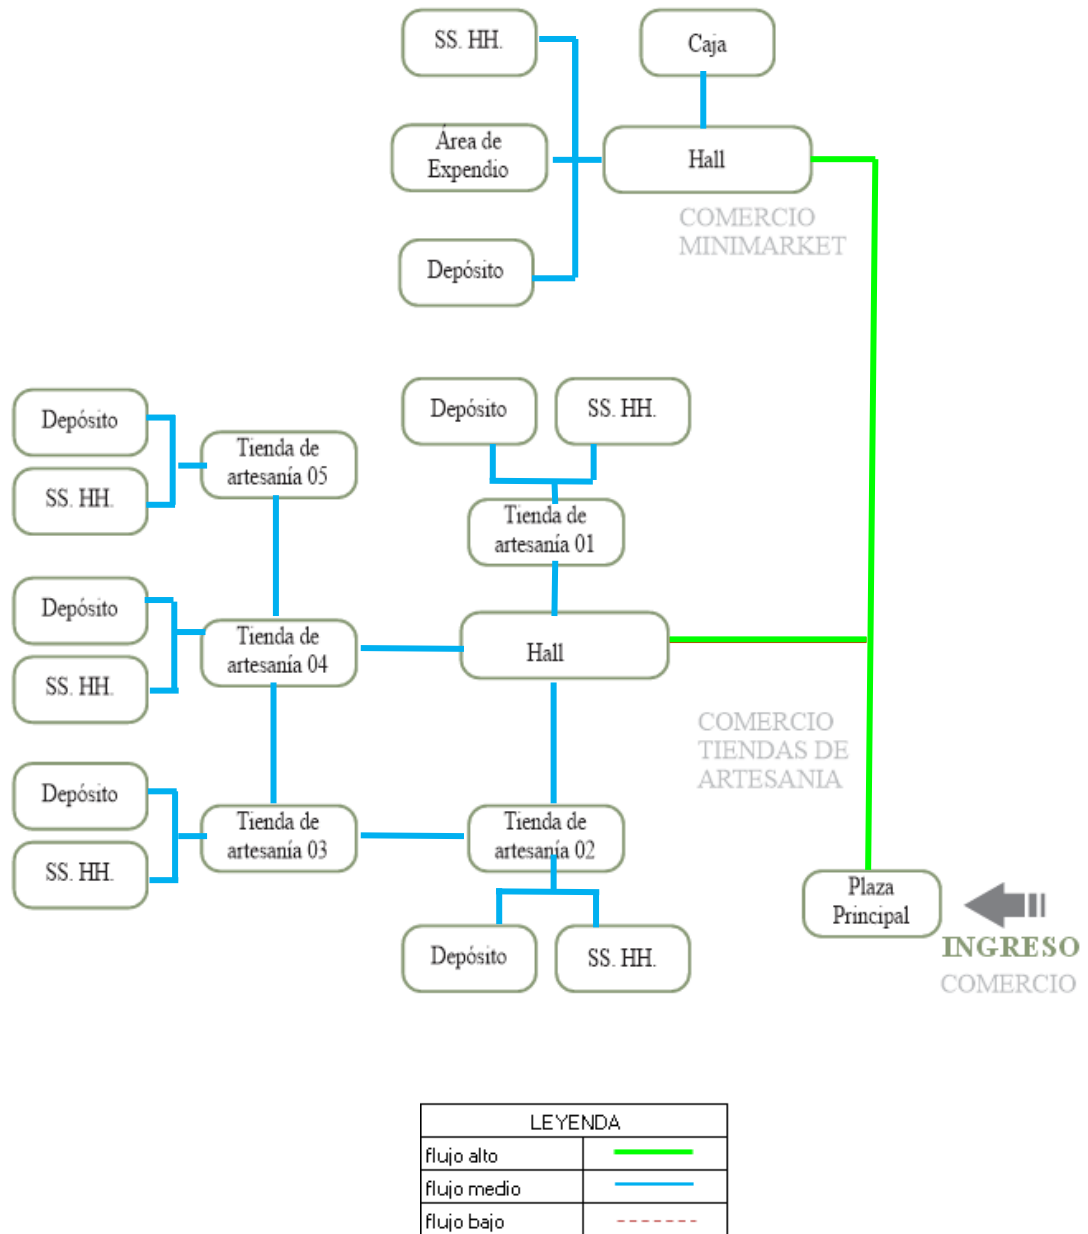 SS. HH.
Caja
Área de
Expendio
Hall
COMERCIO
MINIMARKET
Depósito
Depósito
SS. HH.
Depósito
SS. HH.
Tienda de
artesanía 05
Tienda de
artesanía 01
Depósito
SS. HH.
Tienda de
artesanía 04
Hall
COMERCIO
TIENDAS DE
ARTESANIA
Depósito
SS. HH.
Tienda de
artesanía 03
Tienda de
artesanía 02
Depósito
SS. HH.
Plaza
Principal
INGRESO
COMERCIO
LEYENDA
flujo alto
flujo medio
flujo bajo